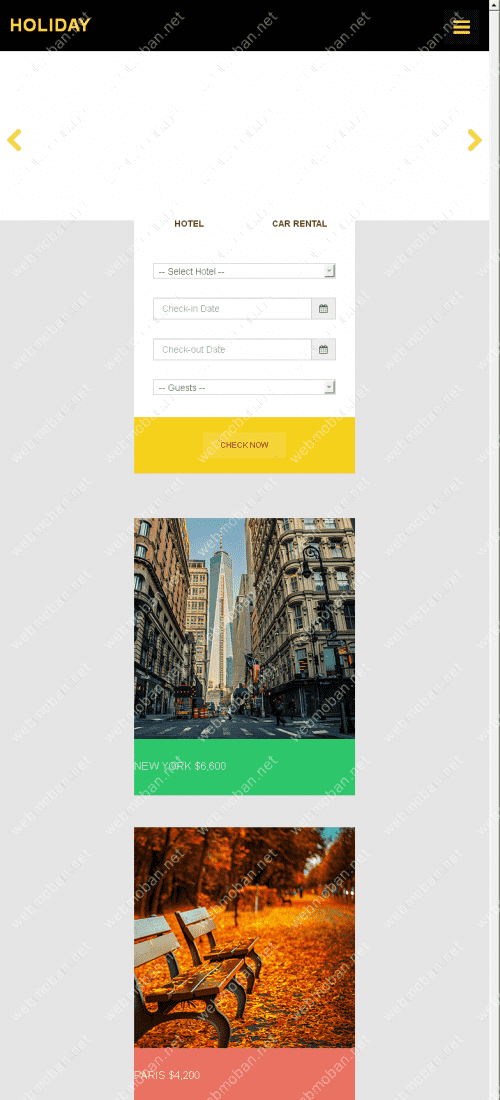 HOLIDAY
HOTEL CAR RENTAL
-- Select Hotel --
Check-in Date
Check-out Date
-- Guests --
CHECK NOW
NEW YORK $6,600
PARIS $4,200
webmoban.net